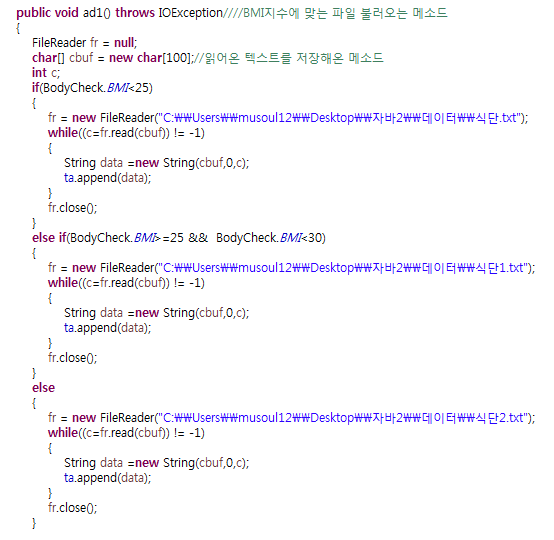 public void ad1() throws IOException////BMI지수에 맞는 파일 불러오는 메소드
{
FileReader fr = null;
char[] cbuf = new char[100];//읽어온 텍스트를 저장해온 메소드
int c;
if(BodyCheck.BMI<25)
{
fr = new FileReader("C:₩₩Users₩₩musoul12₩₩Desktop₩₩자바2₩₩데이터₩₩식단.txt");
while((c=fr.read(cbuf)) != -1)
{
String data =new String(cbuf,0,c);
ta.append(data);
}
fr.close();
}
else if(BodyCheck.BMI>=25 && BodyCheck.BMI<30)
{
fr = new FileReader("C:₩₩Users₩₩musoul12₩₩Desktop₩₩자바2₩₩데이터₩₩식단1.txt");
while((c=fr.read(cbuf)) != -1)
{
String data =new String(cbuf,0,c);
ta.append(data);
}
fr.close();
}
else
{
fr = new FileReader("C:₩₩Users₩₩musoul12₩₩Desktop₩₩자바2₩₩데이터₩₩식단2.txt");
while((c=fr.read(cbuf)) != -1)
{
String data =new String(cbuf,0,c);
ta.append(data);
}
fr.close();
}